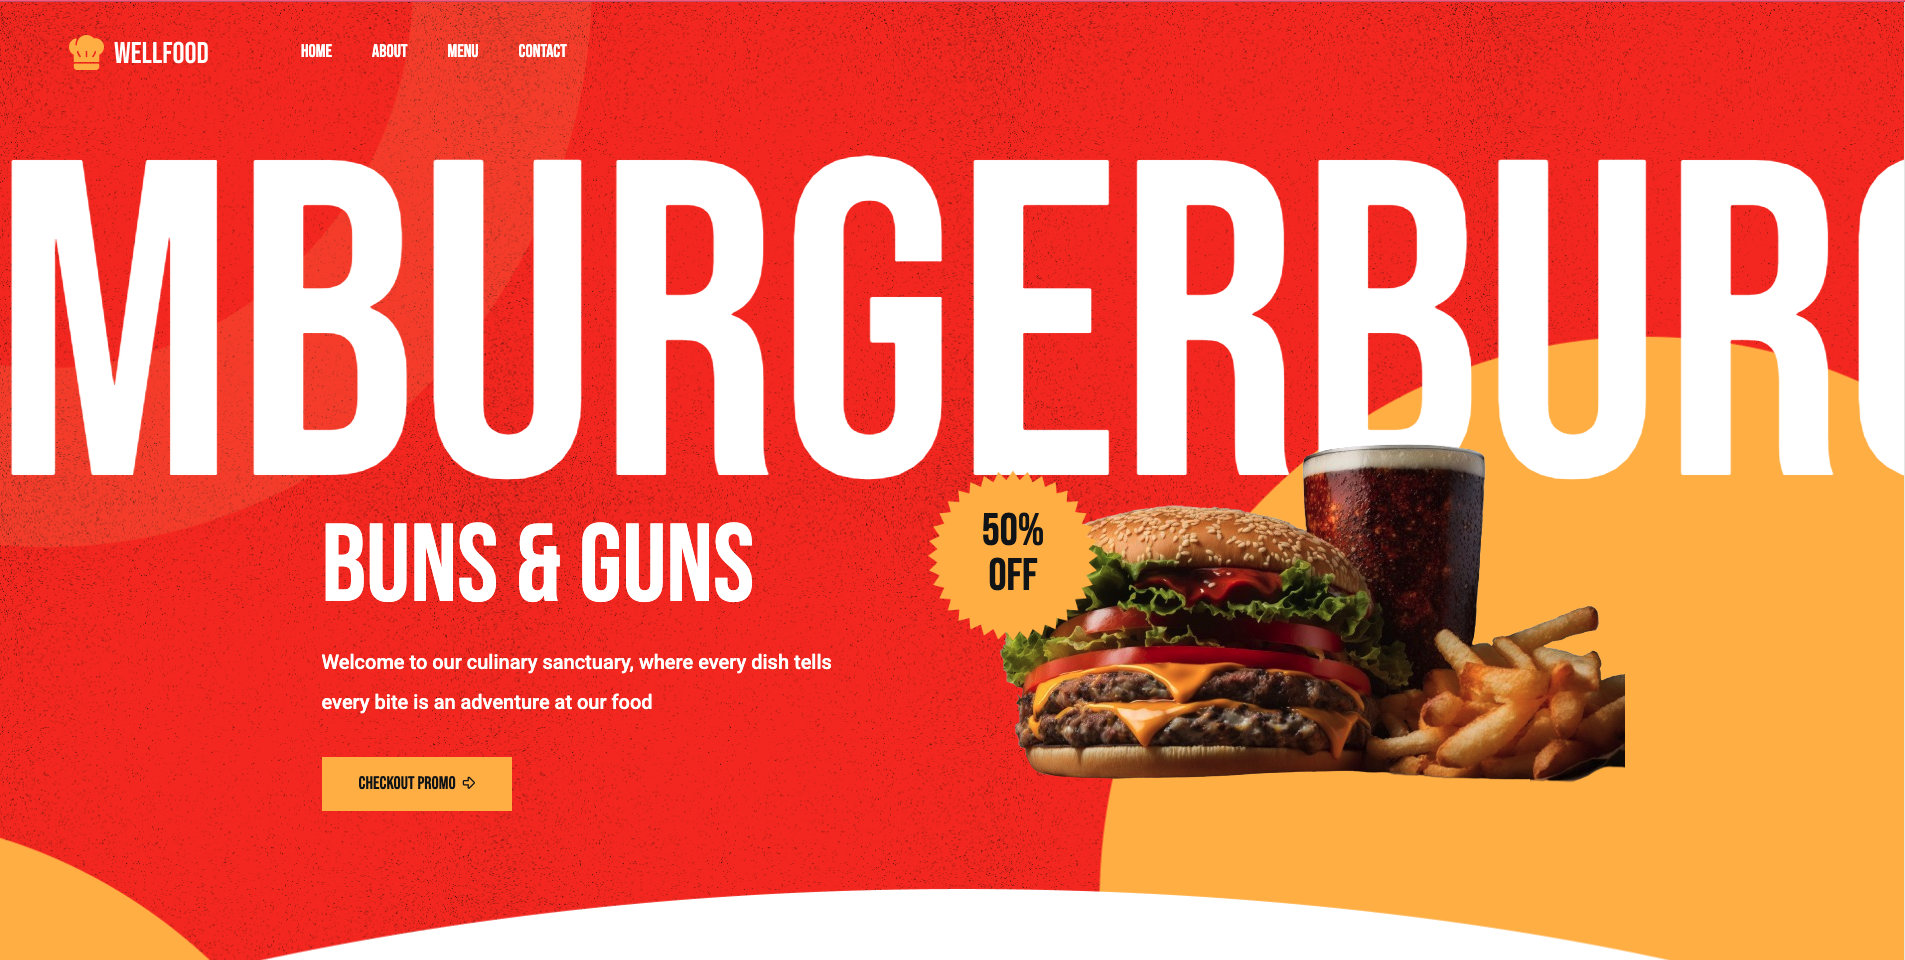 WELLFOOD
HOME ABOUT MENU CONTACT
MBURGERBURG
BUNS & GUNS
50%
OFF
Welcome to our culinary sanctuary, where every dish tells
every bite is an adventure at our food
CHECKOUT PROMO